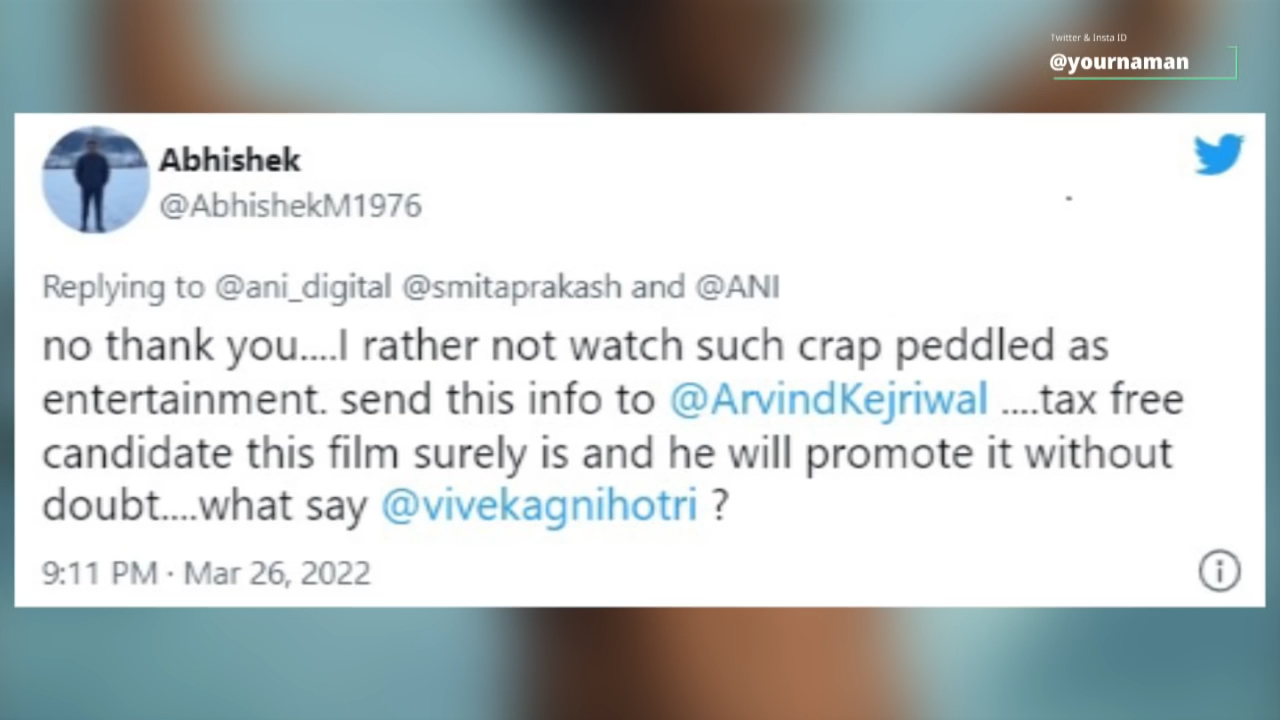 Twitter & Insta ID
@yournaman
Abhishek
@AbhishekM1976
Replying to @ani_digital @smitaprakash and @ANI
no thank you....I rather not watch such crap peddled as
entertainment. send this info to @ArvindKejriwal ....tax free
candidate this film surely is and he will promote it without
doubt....what say @vivekagnihotri ?
9:11 PM · Mar 26, 2022